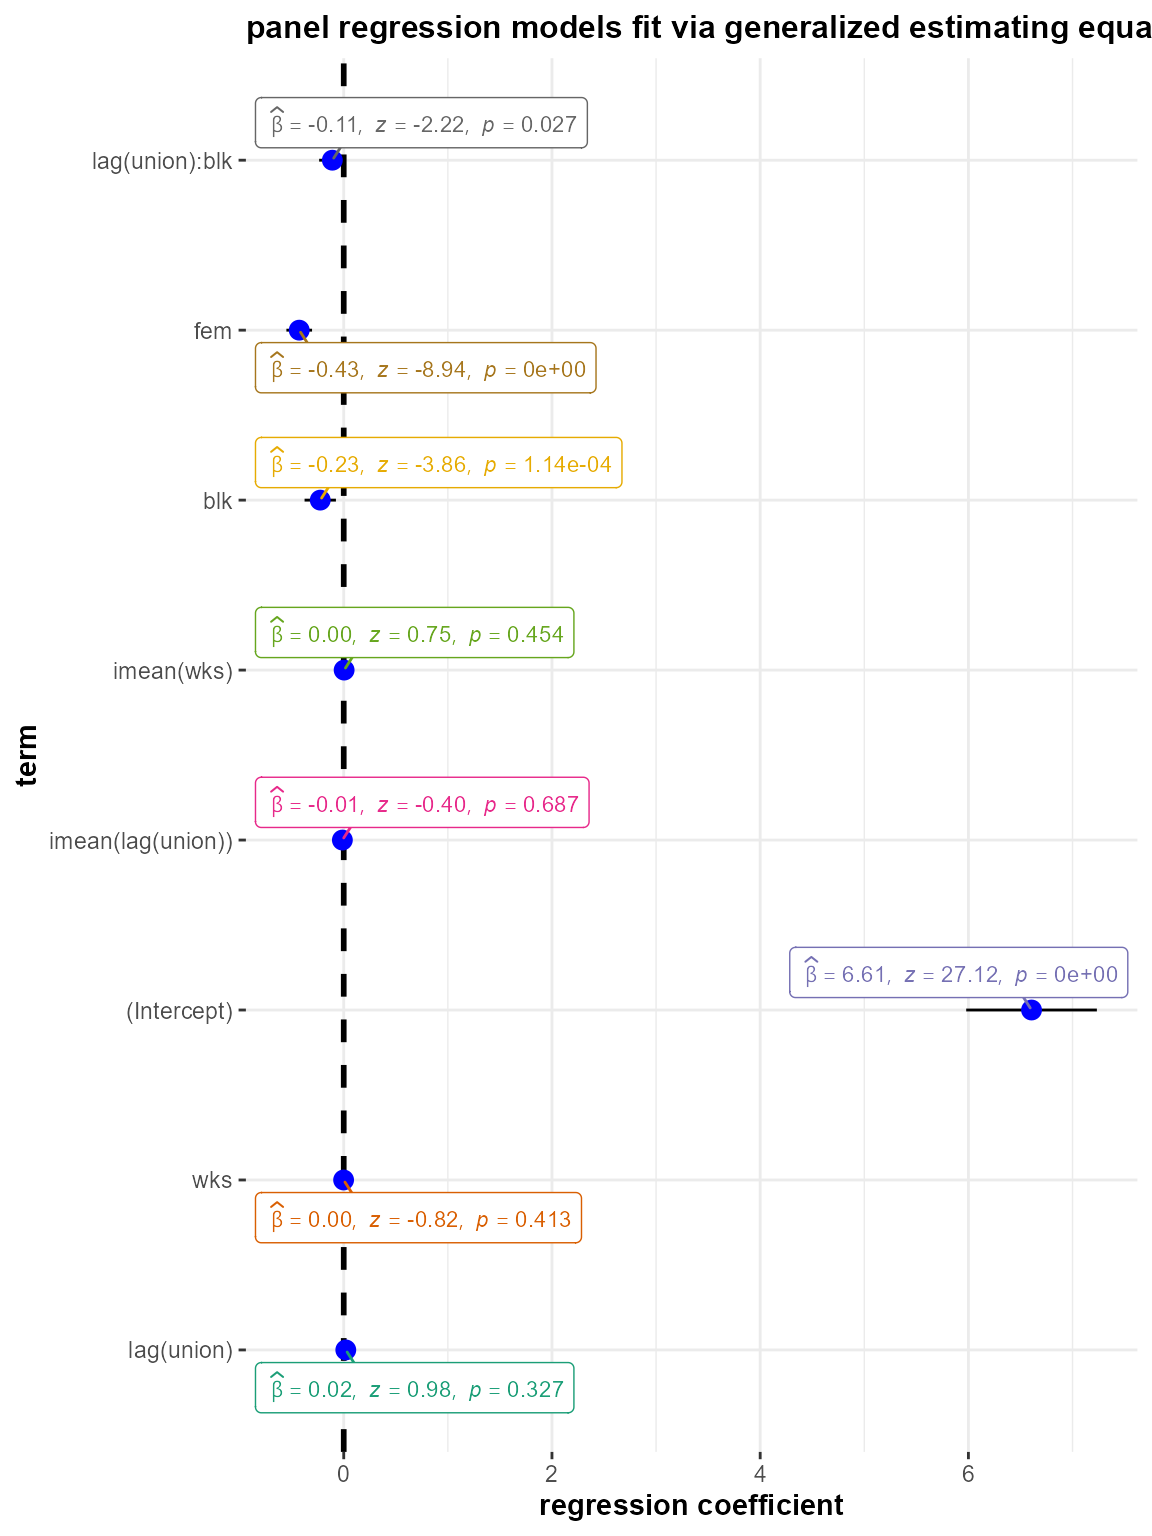 panel regression models fit via generalized estimating equa
β̂ = -0.11, z = -2.22, p = 0.027
lag(union):blk
fem
β̂ = -0.43, z = -8.94, p = 0e+00
β̂ = -0.23, z = -3.86, p = 1.14e-04
blk
β̂ = 0.00, z = 0.75, p = 0.454
imean(wks)
β̂ = -0.01, z = -0.40, p = 0.687
imean(lag(union))
β̂ = 6.61, z = 27.12, p = 0e+00
(Intercept)
wks
β̂ = 0.00, z = -0.82, p = 0.413
lag(union)
β̂ = 0.02, z = 0.98, p = 0.327
term
0 2 4 6
regression coefficient